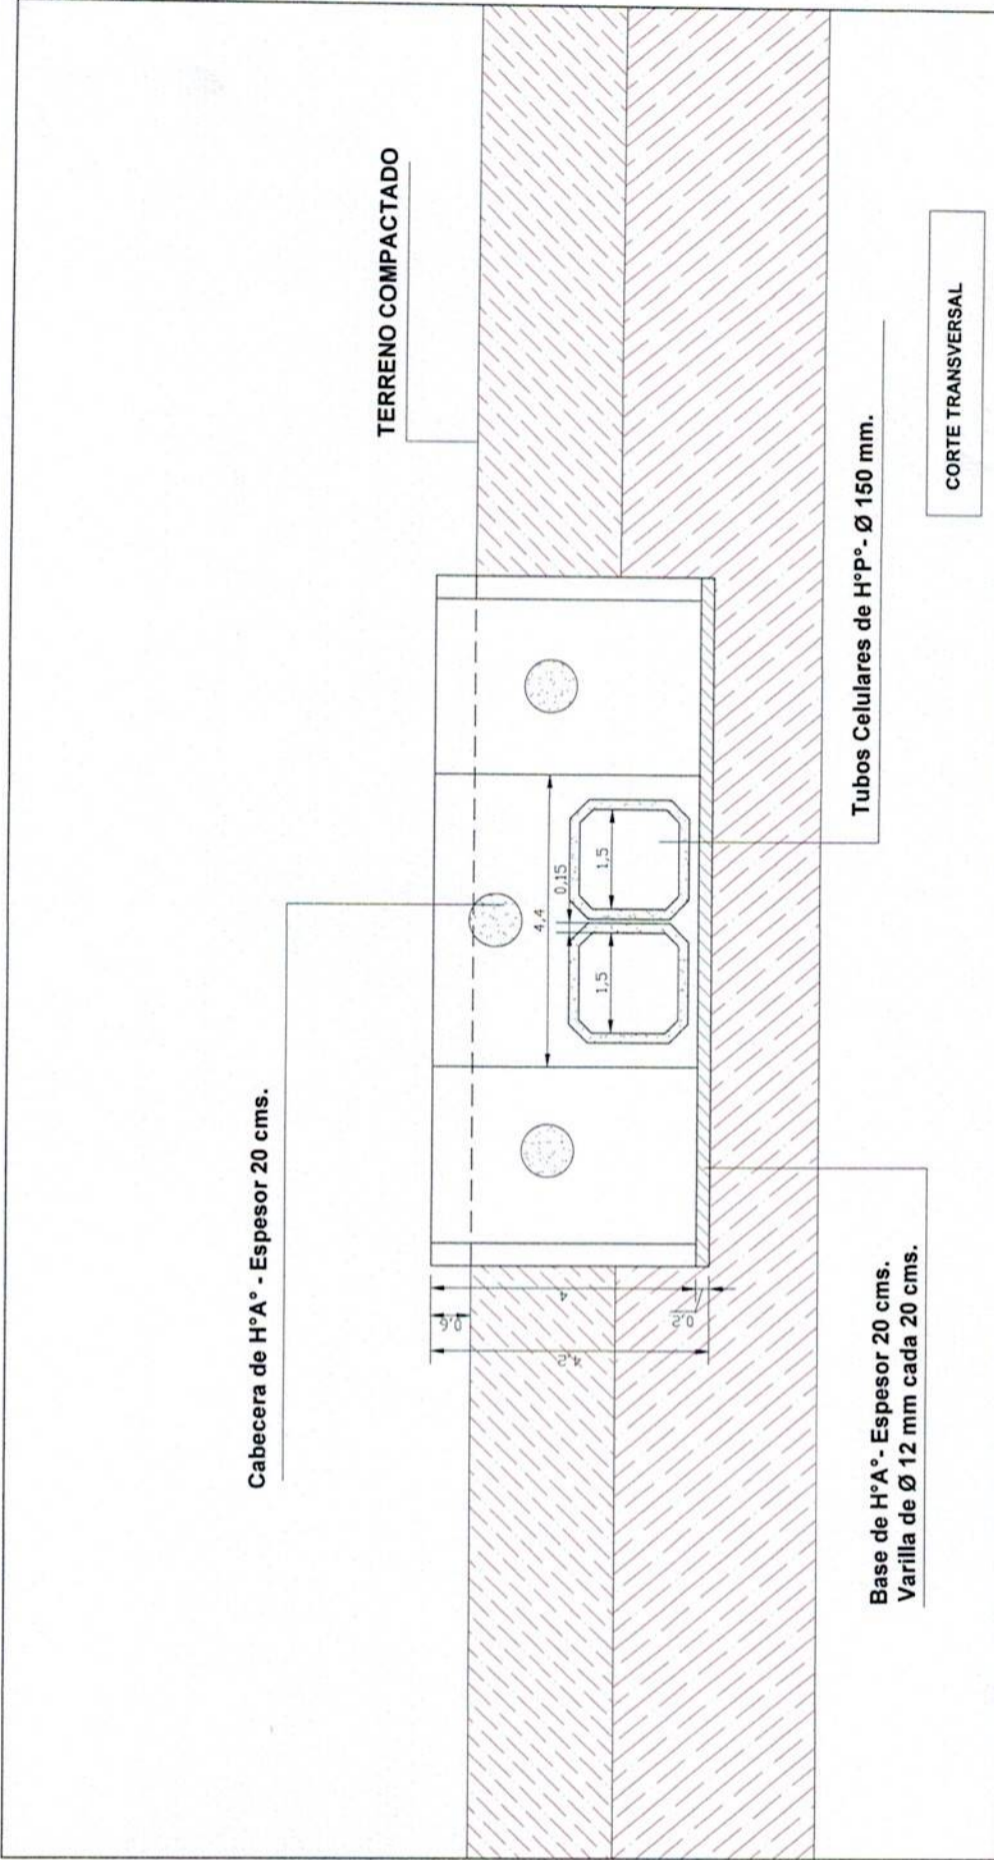 Cabecera de H°A° - Espesor 20 cms.
TERRENO COMPACTADO
0,6
4
4,2
0,2
4,4
0,15
1,5
1,5
Tubos Celulares de H°P°- Ø 150 mm.
Base de H°A°- Espesor 20 cms.
Varilla de Ø 12 mm cada 20 cms.
CORTE TRANSVERSAL